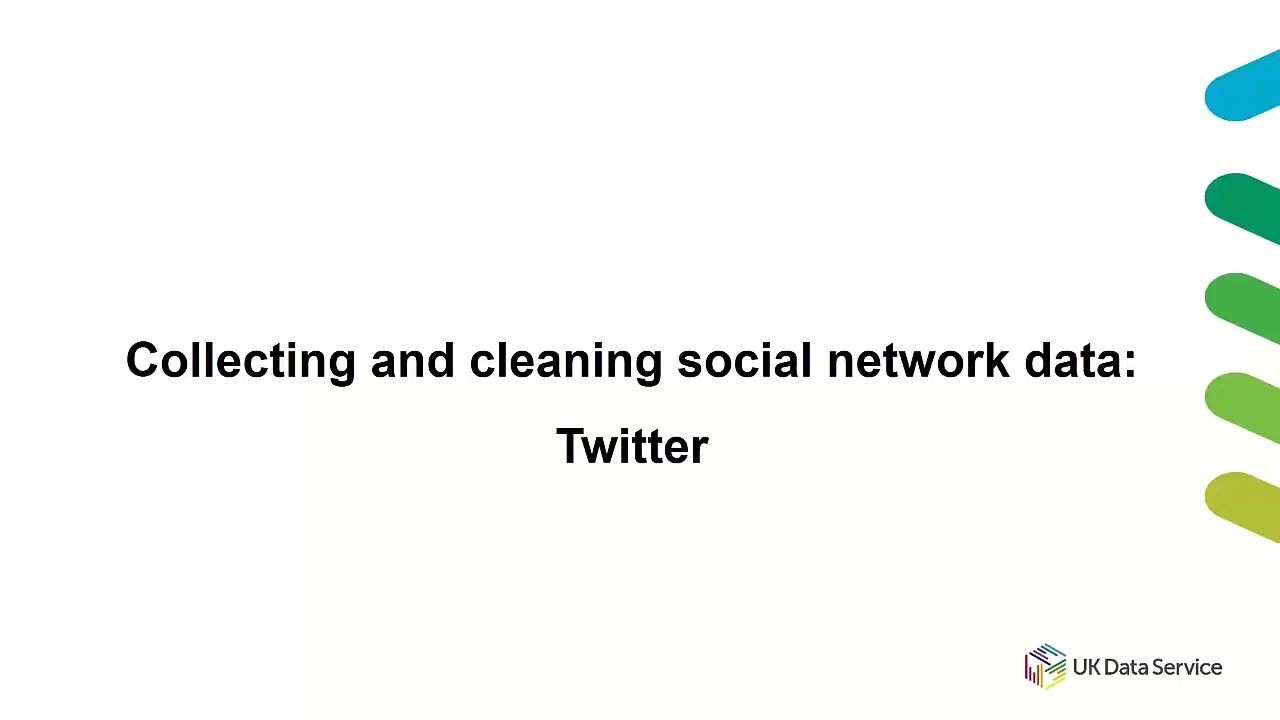 Collecting and cleaning social network data:
Twitter
UK Data Service